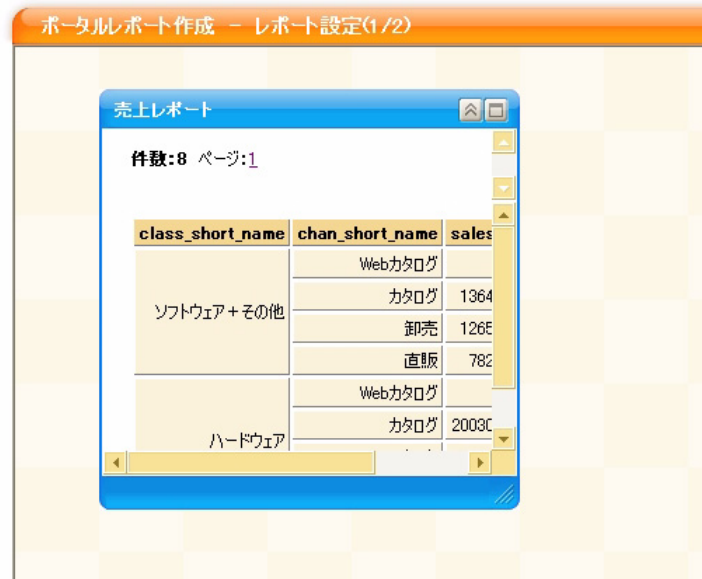 ポータルレポート作成 － レポート設定(1/2)
売上レポート
件数:8 ページ:1
class_short_name chan_short_name sales
ソフトウェア+その他
Webカタログ
カタログ 1364
卸売 1265
直販 782
ハードウェア
Webカタログ
カタログ 2003